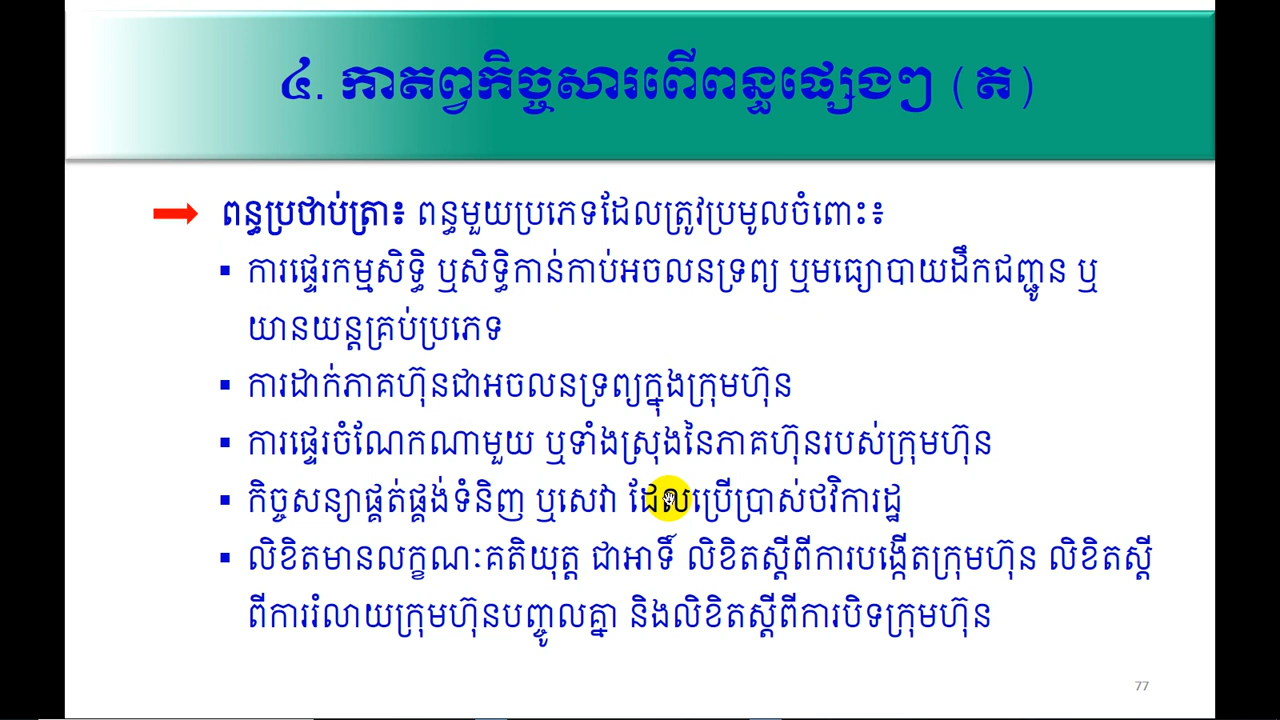 ៤. កាតព្វកិច្ចសារពើពន្ធផ្សេងៗ (ត)
ពន្ធប្រថាប់ត្រា៖ ពន្ធមួយប្រភេទដែលត្រូវប្រមូលចំពោះ៖
▪ ការផ្ទេរកម្មសិទ្ធិ ឬសិទ្ធិកាន់កាប់អចលនទ្រព្យ ឬមធ្យោបាយដឹកជញ្ជូន ឬ
យានយន្តគ្រប់ប្រភេទ
▪ ការដាក់ភាគហ៊ុនជាអចលនទ្រព្យក្នុងក្រុមហ៊ុន
▪ ការផ្ទេរចំណែកណាមួយ ឬទាំងស្រុងនៃភាគហ៊ុនរបស់ក្រុមហ៊ុន
▪ កិច្ចសន្យាផ្គត់ផ្គង់ទំនិញ ឬសេវា ដែលប្រើប្រាស់ថវិការដ្ឋ
▪ លិខិតមានលក្ខណៈគតិយុត្ត ជាអាទិ៍ លិខិតស្តីពីការបង្កើតក្រុមហ៊ុន លិខិតស្តី
ពីការរំលាយក្រុមហ៊ុនបញ្ចូលគ្នា និងលិខិតស្តីពីការបិទក្រុមហ៊ុន
77